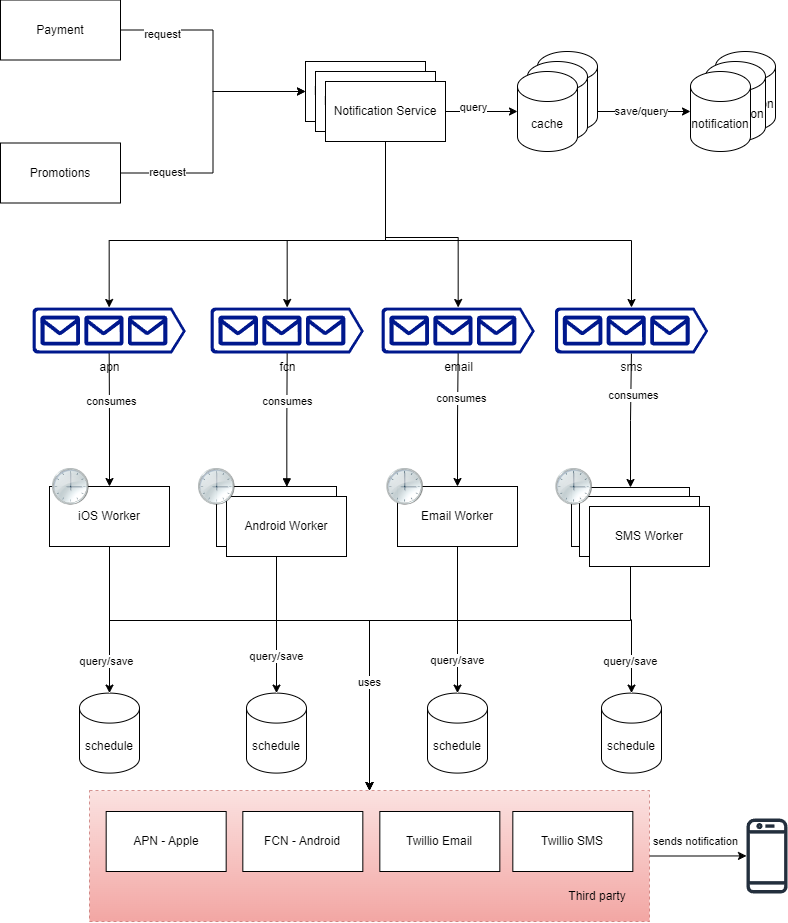 Payment
request
Notification Service
query
cache
save/query
notification
on
n
Promotions
request
apn
fcn
email
sms
consumes
consumes
consumes
consumes
iOS Worker
Android Worker
Email Worker
SMS Worker
query/save
query/save
query/save
query/save
uses
schedule
schedule
schedule
schedule
APN - Apple
FCN - Android
Twillio Email
Twillio SMS
sends notification
Third party